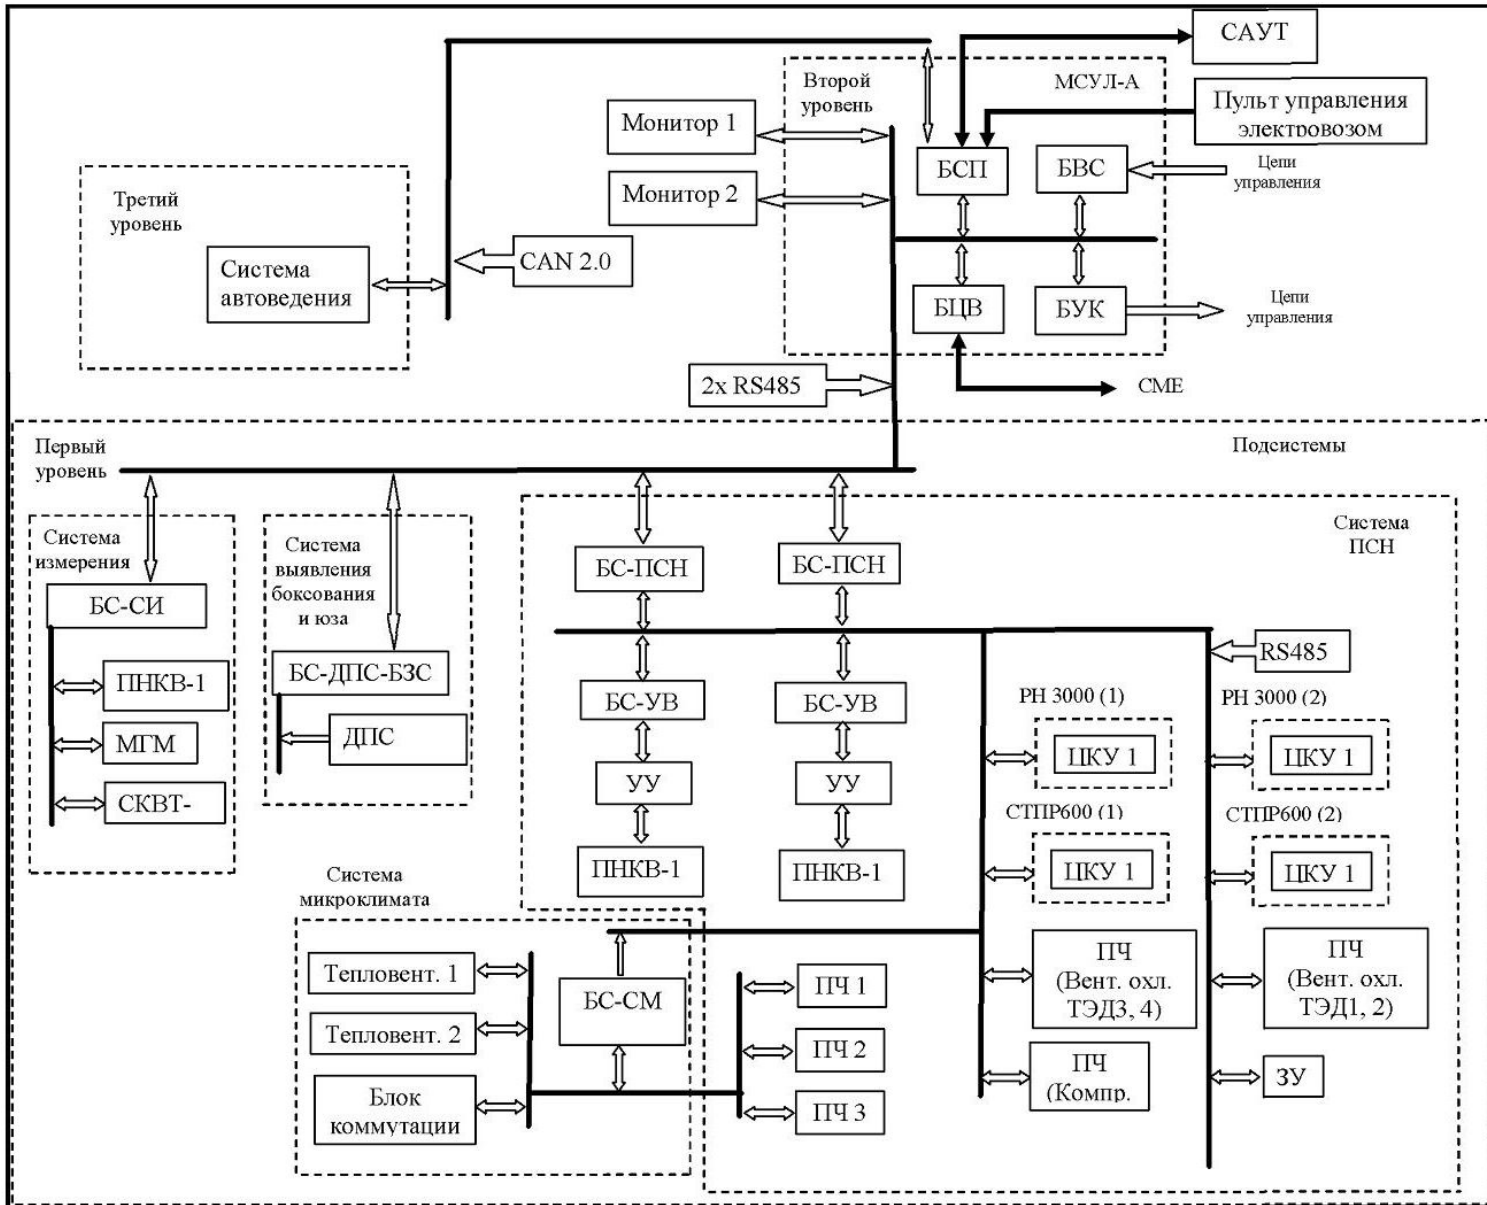 САУТ
Второй
уровень
МСУЛ-А
Пульт управления
электровозом
Монитор 1
Монитор 2
БСП
БВС
Цепи
управления
Третий
уровень
Система
автоведения
CAN 2.0
БЦВ
БУК
Цепи
управления
2х RS485
СМЕ
Первый
уровень
Подсистемы
Система
измерения
Система
выявления
боксования
и юза
Система
ПСН
БС-СИ
БС-ПСН
БС-ПСН
ПНКВ-1
МГМ
СКВТ-
БС-ДПС-БЗС
ДПС
RS485
БС-УВ
БС-УВ
РН 3000 (1)
РН 3000 (2)
ЦКУ 1
ЦКУ 1
УУ
УУ
СТПР600 (1)
СТПР600 (2)
ЦКУ 1
ЦКУ 1
ПНКВ-1
ПНКВ-1
Система
микроклимата
Тепловент. 1
Тепловент. 2
Блок
коммутации
БС-СМ
ПЧ 1
ПЧ 2
ПЧ 3
ПЧ
(Вент. охл.
ТЭД3, 4)
ПЧ
(Вент. охл.
ТЭД1, 2)
ПЧ
(Компр.
ЗУ